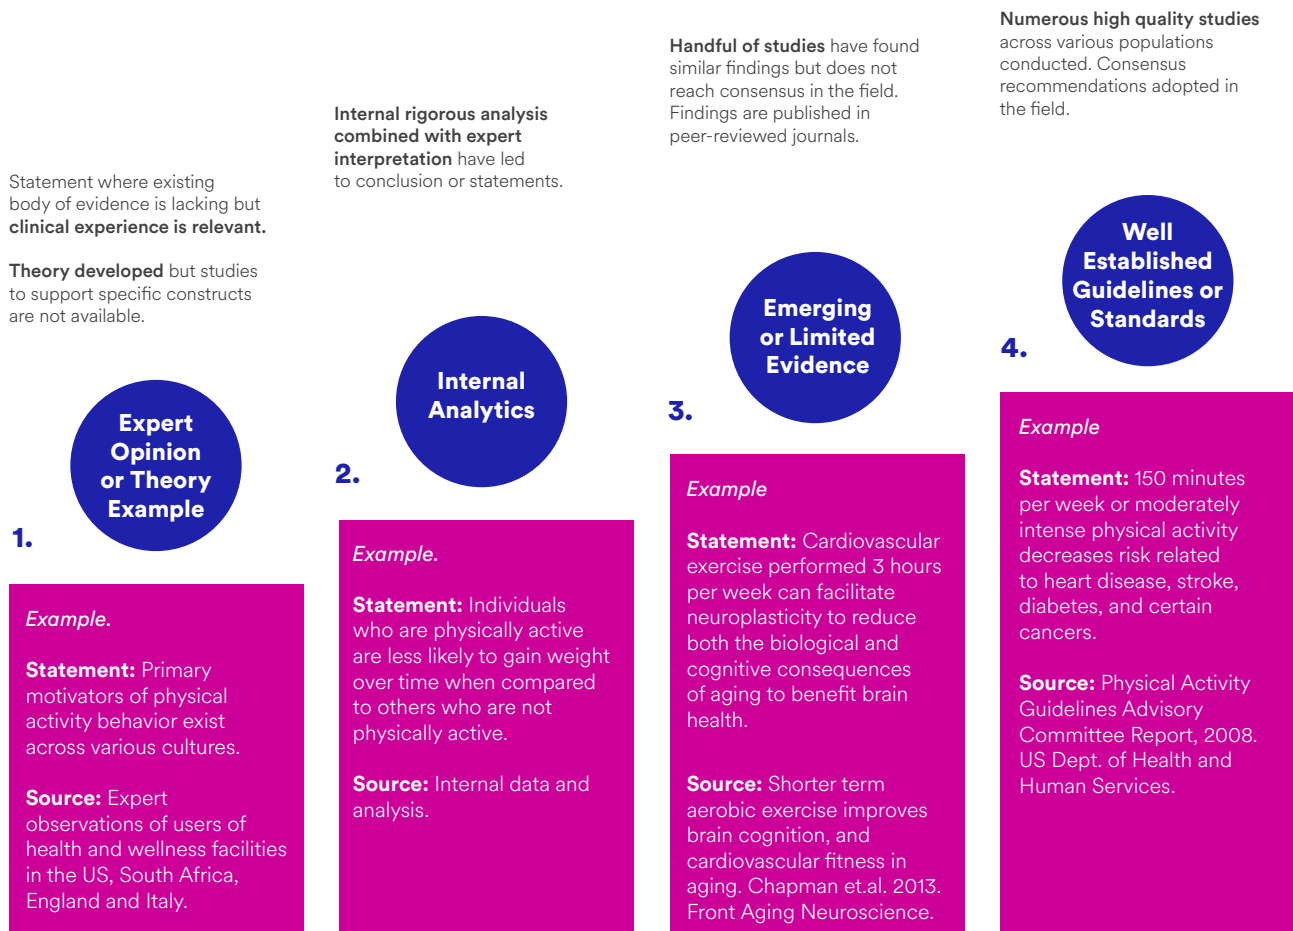 Statement where existing
body of evidence is lacking but
clinical experience is relevant.
Theory developed but studies
to support specific constructs
are not available.
1.
Expert
Opinion
or Theory
Example
Example.
Statement: Primary
motivators of physical
activity behavior exist
across various cultures.
Source: Expert
observations of users of
health and wellness facilities
in the US, South Africa,
England and Italy.
Internal rigorous analysis
combined with expert
interpretation have led
to conclusion or statements.
2.
Internal
Analytics
Example.
Statement: Individuals
who are physically active
are less likely to gain weight
over time when compared
to others who are not
physically active.
Source: Internal data and
analysis.
Handful of studies have found
similar findings but does not
reach consensus in the field.
Findings are published in
peer-reviewed journals.
3.
Emerging
or Limited
Evidence
Example
Statement: Cardiovascular
exercise performed 3 hours
per week can facilitate
neuroplasticity to reduce
both the biological and
cognitive consequences
of aging to benefit brain
health.
Source: Shorter term
aerobic exercise improves
brain cognition, and
cardiovascular fitness in
aging. Chapman et.al. 2013.
Front Aging Neuroscience.
Numerous high quality studies
across various populations
conducted. Consensus
recommendations adopted in
the field.
4.
Well
Established
Guidelines or
Standards
Example
Statement: 150 minutes
per week or moderately
intense physical activity
decreases risk related
to heart disease, stroke,
diabetes, and certain
cancers.
Source: Physical Activity
Guidelines Advisory
Committee Report, 2008.
US Dept. of Health and
Human Services.